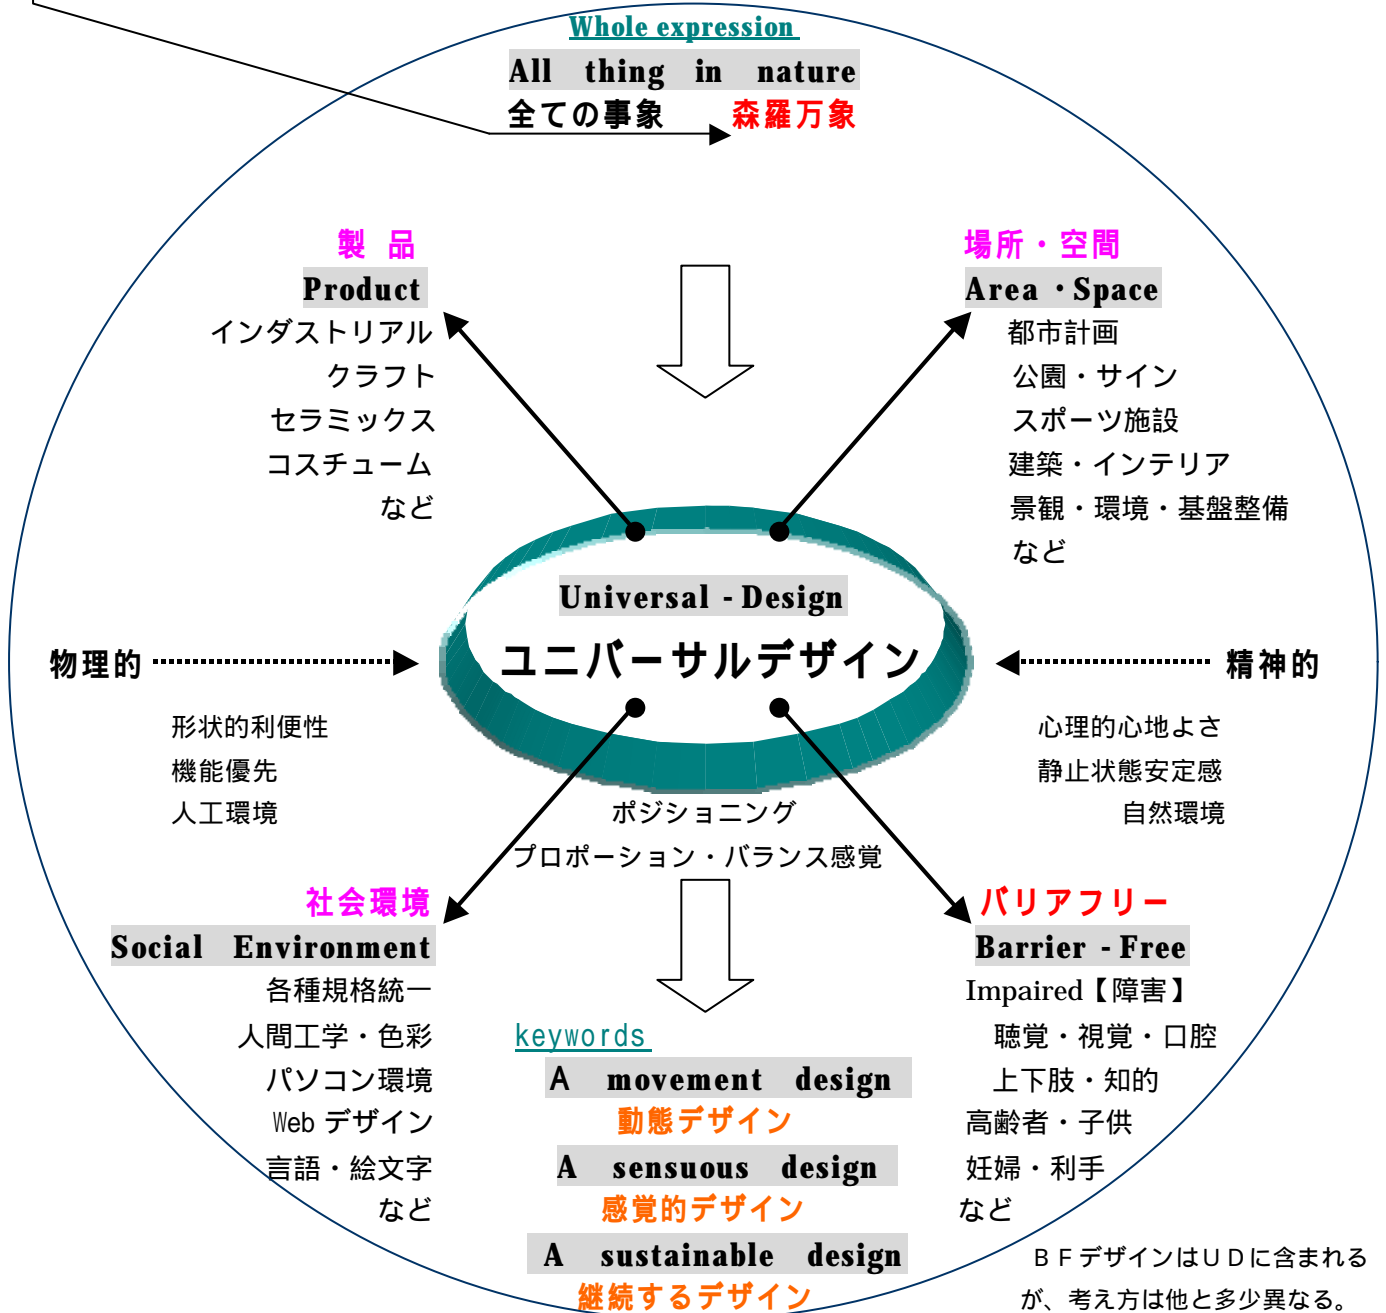 Whole expression
All thing in nature
全ての事象 森羅万象
製 品
Product
インダストリアル
クラフト
セラミックス
コスチューム
など
場所・空間
Area・Space
都市計画
公園・サイン
スポーツ施設
建築・インテリア
景観・環境・基盤整備
など
Universal - Design
ユニバーサルデザイン
物理的
形状的利便性
機能優先
人工環境
精神的
心理的心地よさ
静止状態安定感
自然環境
ポジショニング
プロポーション・バランス感覚
社会環境
Social Environment
各種規格統一
人間工学・色彩
パソコン環境
Web デザイン
言語・絵文字
など
keywords
A movement design
動態デザイン
A sensuous design
感覚的デザイン
A sustainable design
継続するデザイン
バリアフリー
Barrier - Free
Impaired【障害】
聴覚・視覚・口腔
上下肢・知的
高齢者・子供
妊婦・利手
など
ＢＦデザインはＵＤに含まれる
が、考え方は他と多少異なる。